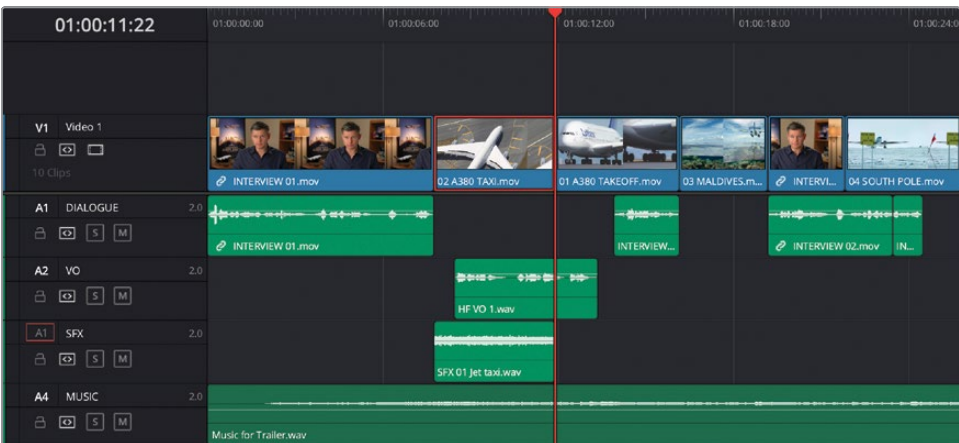 01:00:11:22
01:00:00:00
01:00:06:00
01:00:12:00
01:00:18:00
01:00:24:0
V1 Video 1
10 Clips
INTERVIEW 01.mov
02 A380 TAXI.mov
01 A380 TAKEOFF.mov
03 MALDIVES.m...
INTERVI...
04 SOUTH POLE.mov
A1 DIALOGUE 2.0
S M
INTERVIEW 01.mov
INTERVIEW...
INTERVIEW 02.mov
IN...
A2 VO 2.0
S M
HF VO 1.wav
A1 SFX 2.0
S M
SFX 01 Jet taxi.wav
A4 MUSIC 2.0
S M
Music for Trailer.wav